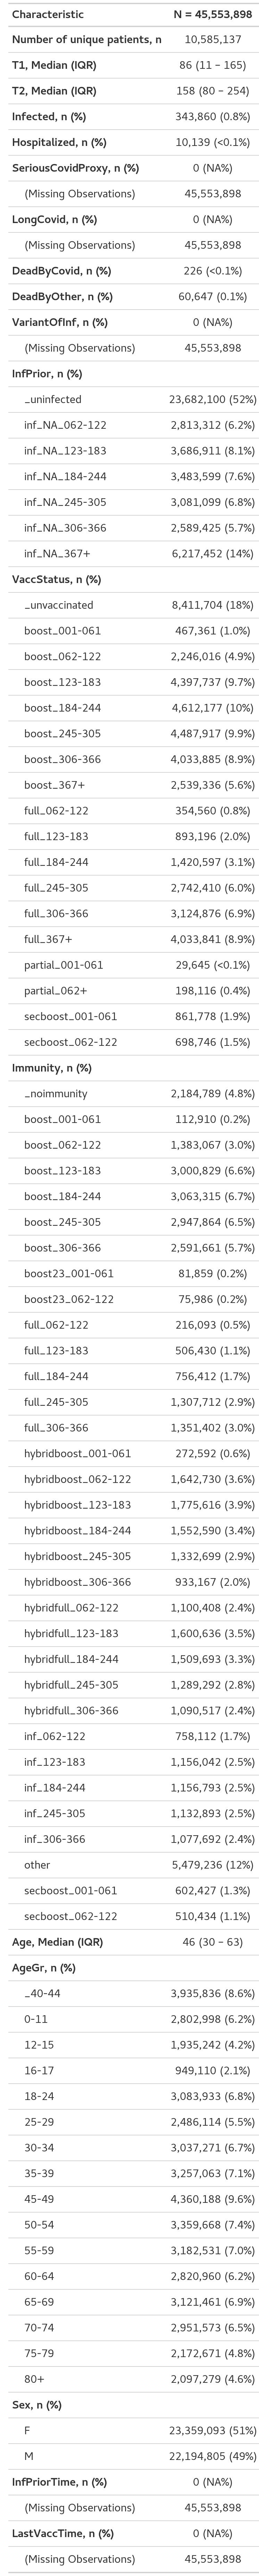 Characteristic N = 45,553,898
Number of unique patients, n 10,585,137
T1, Median (IQR) 86 (11 – 165)
T2, Median (IQR) 158 (80 – 254)
Infected, n (%) 343,860 (0.8%)
Hospitalized, n (%) 10,139 (<0.1%)
SeriousCovidProxy, n (%) 0 (NA%)
(Missing Observations) 45,553,898
LongCovid, n (%) 0 (NA%)
(Missing Observations) 45,553,898
DeadByCovid, n (%) 226 (<0.1%)
DeadByOther, n (%) 60,647 (0.1%)
VariantOfInf, n (%) 0 (NA%)
(Missing Observations) 45,553,898
InfPrior, n (%)
_uninfected 23,682,100 (52%)
inf_NA_062-122 2,813,312 (6.2%)
inf_NA_123-183 3,686,911 (8.1%)
inf_NA_184-244 3,483,599 (7.6%)
inf_NA_245-305 3,081,099 (6.8%)
inf_NA_306-366 2,589,425 (5.7%)
inf_NA_367+ 6,217,452 (14%)
VaccStatus, n (%)
_unvaccinated 8,411,704 (18%)
boost_001-061 467,361 (1.0%)
boost_062-122 2,246,016 (4.9%)
boost_123-183 4,397,737 (9.7%)
boost_184-244 4,612,177 (10%)
boost_245-305 4,487,917 (9.9%)
boost_306-366 4,033,885 (8.9%)
boost_367+ 2,539,336 (5.6%)
full_062-122 354,560 (0.8%)
full_123-183 893,196 (2.0%)
full_184-244 1,420,597 (3.1%)
full_245-305 2,742,410 (6.0%)
full_306-366 3,124,876 (6.9%)
full_367+ 4,033,841 (8.9%)
partial_001-061 29,645 (<0.1%)
partial_062+ 198,116 (0.4%)
secboost_001-061 861,778 (1.9%)
secboost_062-122 698,746 (1.5%)
Immunity, n (%)
_noimmunity 2,184,789 (4.8%)
boost_001-061 112,910 (0.2%)
boost_062-122 1,383,067 (3.0%)
boost_123-183 3,000,829 (6.6%)
boost_184-244 3,063,315 (6.7%)
boost_245-305 2,947,864 (6.5%)
boost_306-366 2,591,661 (5.7%)
boost23_001-061 81,859 (0.2%)
boost23_062-122 75,986 (0.2%)
full_062-122 216,093 (0.5%)
full_123-183 506,430 (1.1%)
full_184-244 756,412 (1.7%)
full_245-305 1,307,712 (2.9%)
full_306-366 1,351,402 (3.0%)
hybridboost_001-061 272,592 (0.6%)
hybridboost_062-122 1,642,730 (3.6%)
hybridboost_123-183 1,775,616 (3.9%)
hybridboost_184-244 1,552,590 (3.4%)
hybridboost_245-305 1,332,699 (2.9%)
hybridboost_306-366 933,167 (2.0%)
hybridfull_062-122 1,100,408 (2.4%)
hybridfull_123-183 1,600,636 (3.5%)
hybridfull_184-244 1,509,693 (3.3%)
hybridfull_245-305 1,289,292 (2.8%)
hybridfull_306-366 1,090,517 (2.4%)
inf_062-122 758,112 (1.7%)
inf_123-183 1,156,042 (2.5%)
inf_184-244 1,156,793 (2.5%)
inf_245-305 1,132,893 (2.5%)
inf_306-366 1,077,692 (2.4%)
other 5,479,236 (12%)
secboost_001-061 602,427 (1.3%)
secboost_062-122 510,434 (1.1%)
Age, Median (IQR) 46 (30 – 63)
AgeGr, n (%)
_40-44 3,935,836 (8.6%)
0-11 2,802,998 (6.2%)
12-15 1,935,242 (4.2%)
16-17 949,110 (2.1%)
18-24 3,083,933 (6.8%)
25-29 2,486,114 (5.5%)
30-34 3,037,271 (6.7%)
35-39 3,257,063 (7.1%)
45-49 4,360,188 (9.6%)
50-54 3,359,668 (7.4%)
55-59 3,182,531 (7.0%)
60-64 2,820,960 (6.2%)
65-69 3,121,461 (6.9%)
70-74 2,951,573 (6.5%)
75-79 2,172,671 (4.8%)
80+ 2,097,279 (4.6%)
Sex, n (%)
F 23,359,093 (51%)
M 22,194,805 (49%)
InfPriorTime, n (%) 0 (NA%)
(Missing Observations) 45,553,898
LastVaccTime, n (%) 0 (NA%)
(Missing Observations) 45,553,898